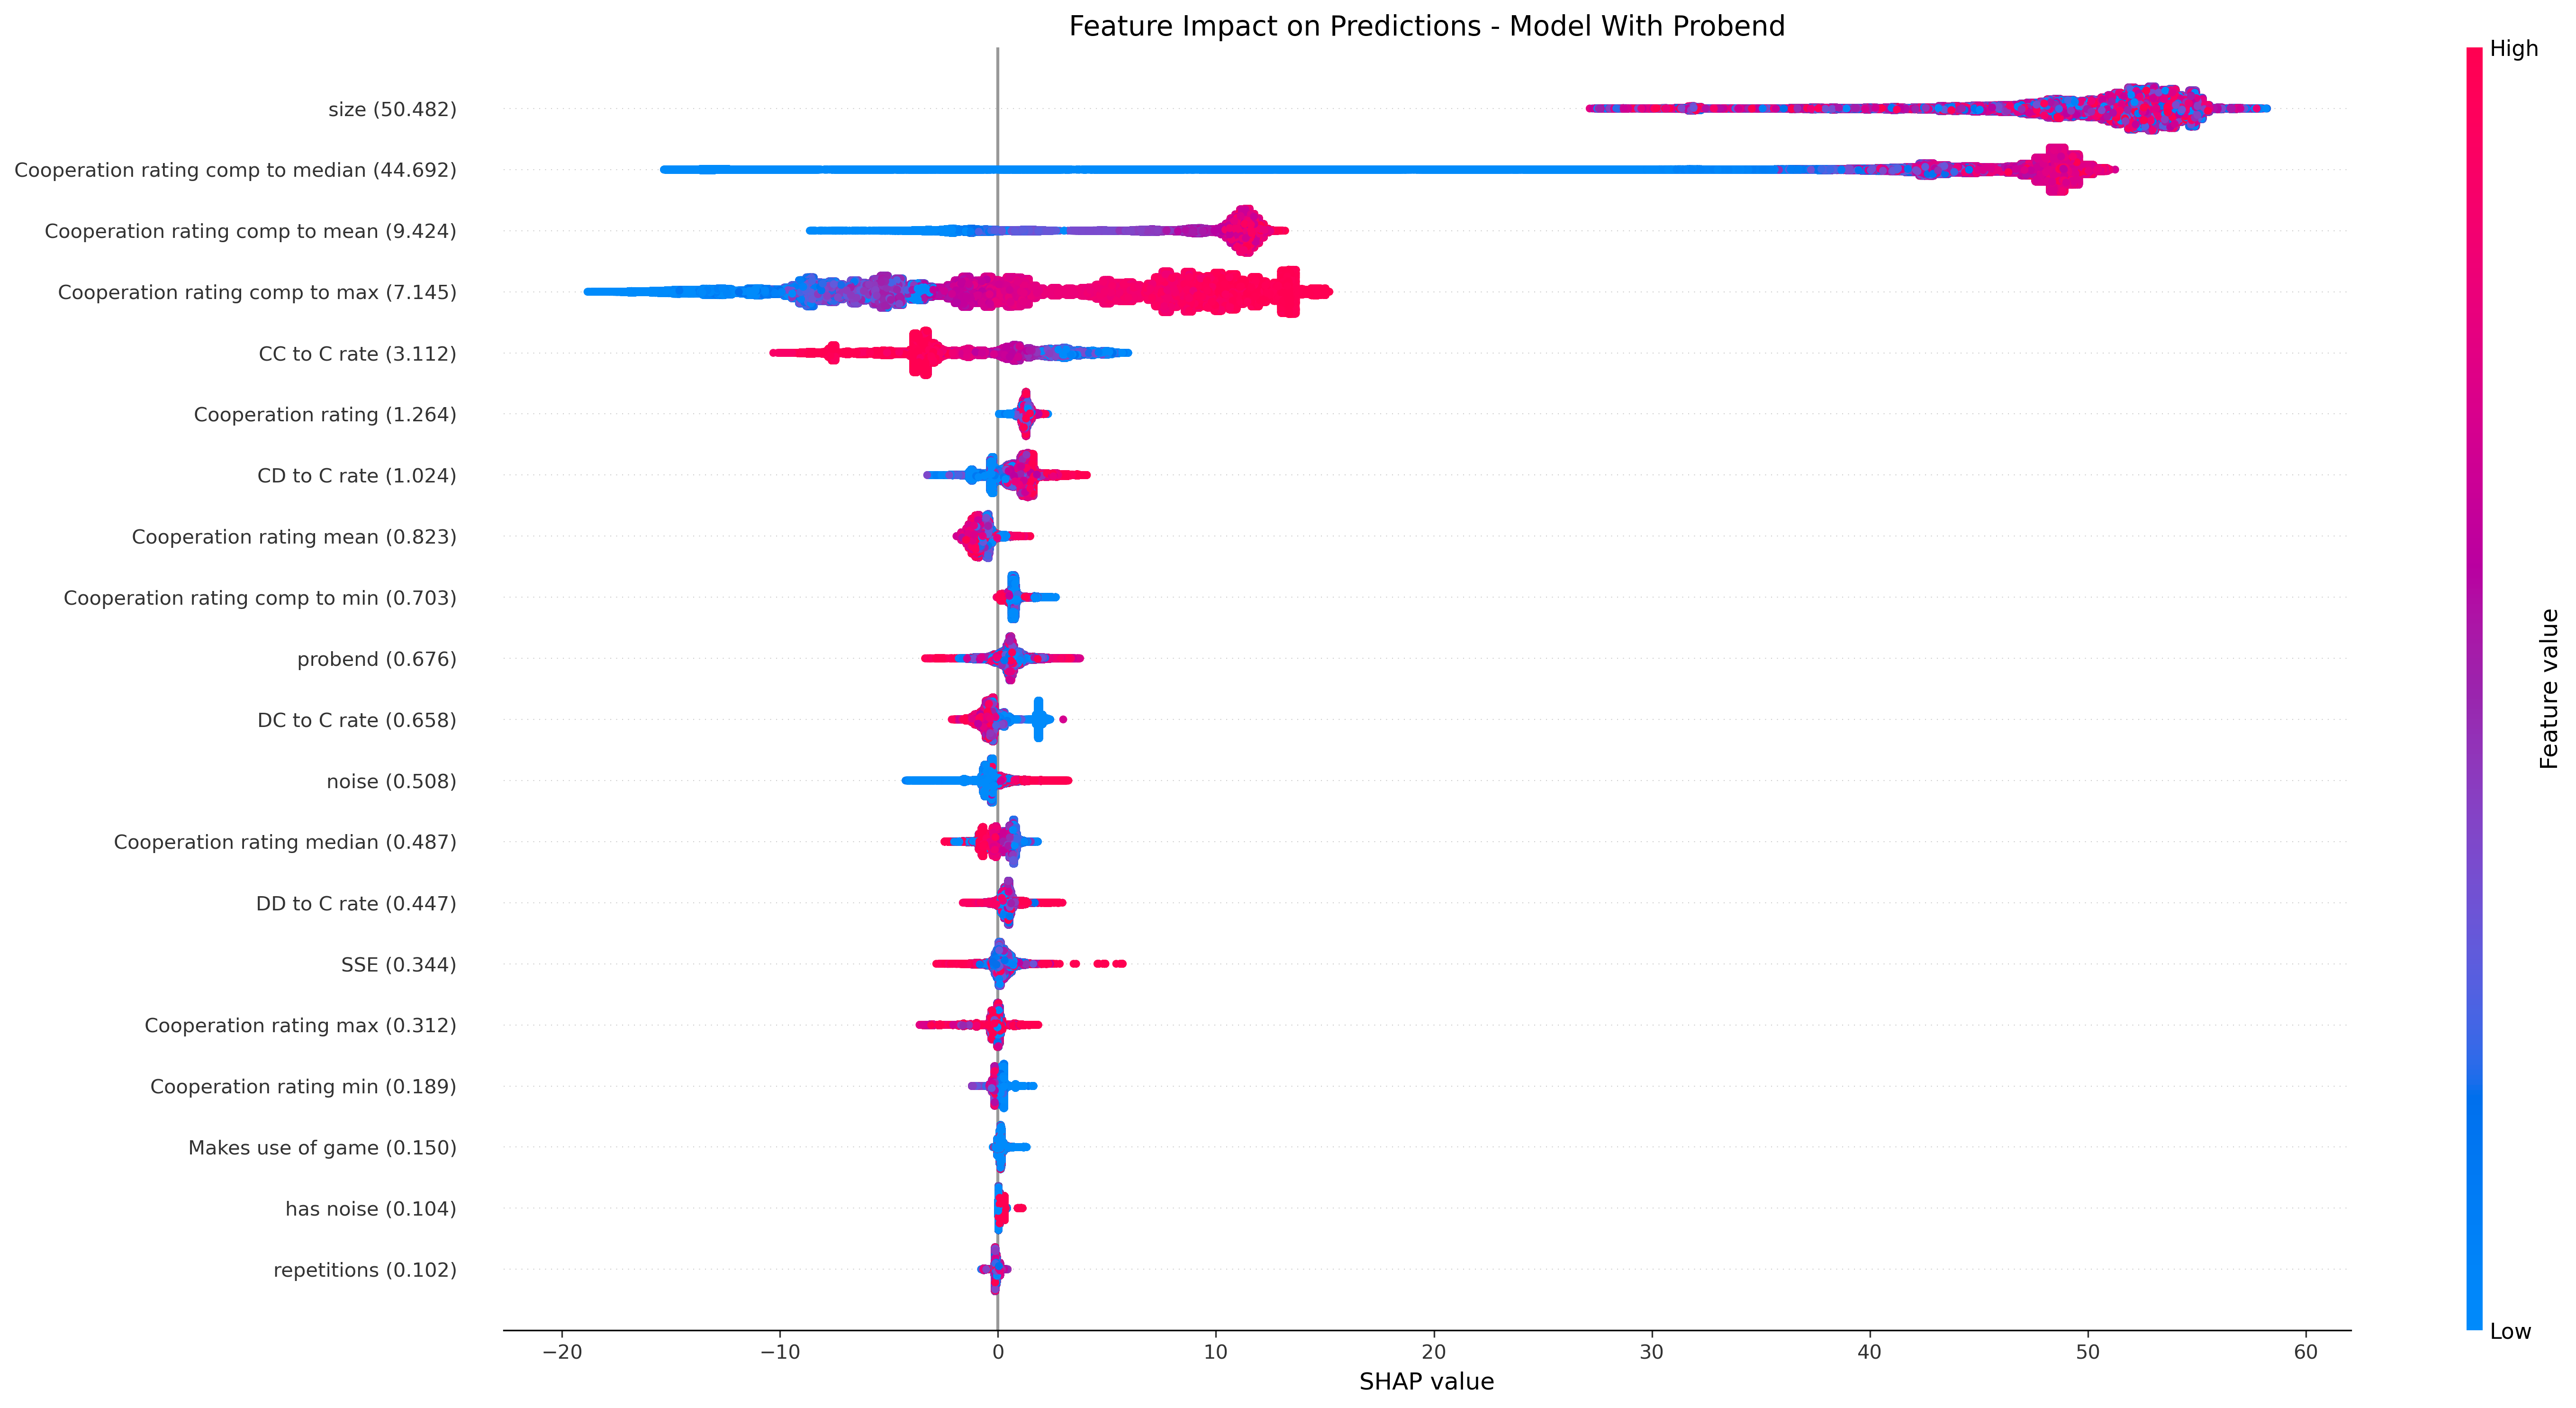 Feature Impact on Predictions - Model With Probend
High
size (50.482)
Cooperation rating comp to median (44.692)
Cooperation rating comp to mean (9.424)
Cooperation rating comp to max (7.145)
CC to C rate (3.112)
Cooperation rating (1.264)
CD to C rate (1.024)
Cooperation rating mean (0.823)
Cooperation rating comp to min (0.703)
probend (0.676)
DC to C rate (0.658)
noise (0.508)
Cooperation rating median (0.487)
DD to C rate (0.447)
SSE (0.344)
Cooperation rating max (0.312)
Cooperation rating min (0.189)
Makes use of game (0.150)
has noise (0.104)
repetitions (0.102)
Feature value
Low
−20 −10 0 10 20 30 40 50 60
SHAP value